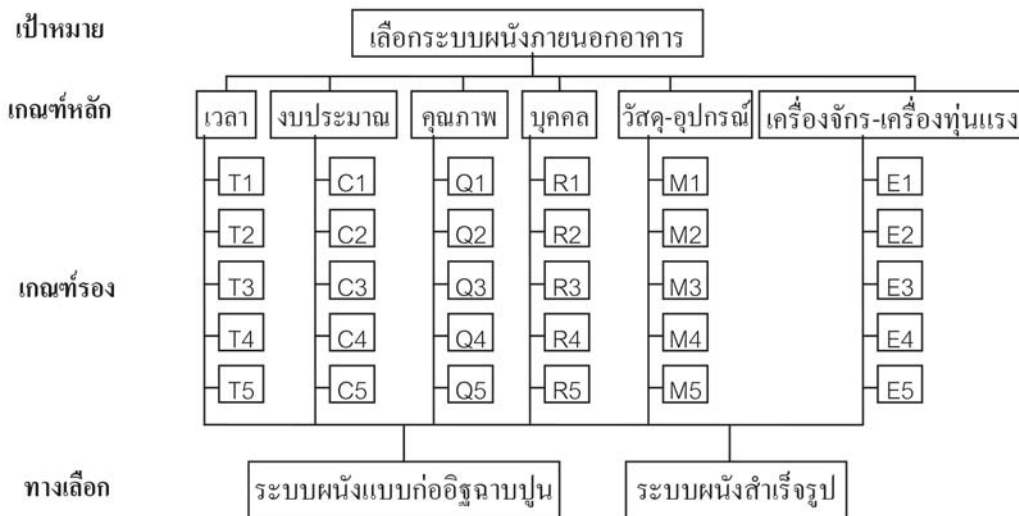 เป้าหมาย เลือกระบบผนังภายนอกอาคาร
เกณฑ์หลัก เวลา งบประมาณ คุณภาพ บุคคล วัสดุ-อุปกรณ์ เครื่องจักร-เครื่องทุ่นแรง
T1 C1 Q1 R1 M1 E1
T2 C2 Q2 R2 M2 E2
เกณฑ์รอง T3 C3 Q3 R3 M3 E3
T4 C4 Q4 R4 M4 E4
T5 C5 Q5 R5 M5 E5
ทางเลือก ระบบผนังแบบก่ออิฐฉาบปูน ระบบผนังสำเร็จรูป